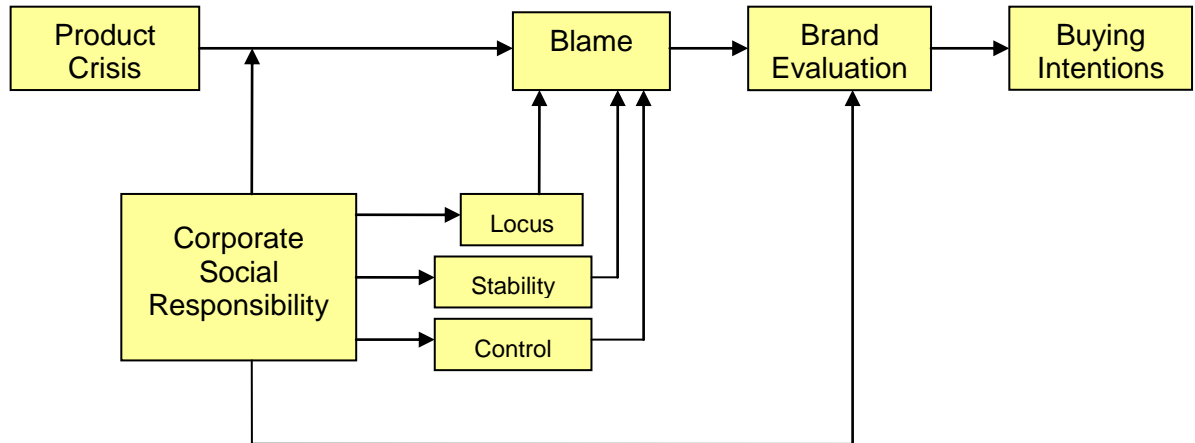 Product
Crisis
Blame
Brand
Evaluation
Buying
Intentions
Corporate
Social
Responsibility
Locus
Stability
Control